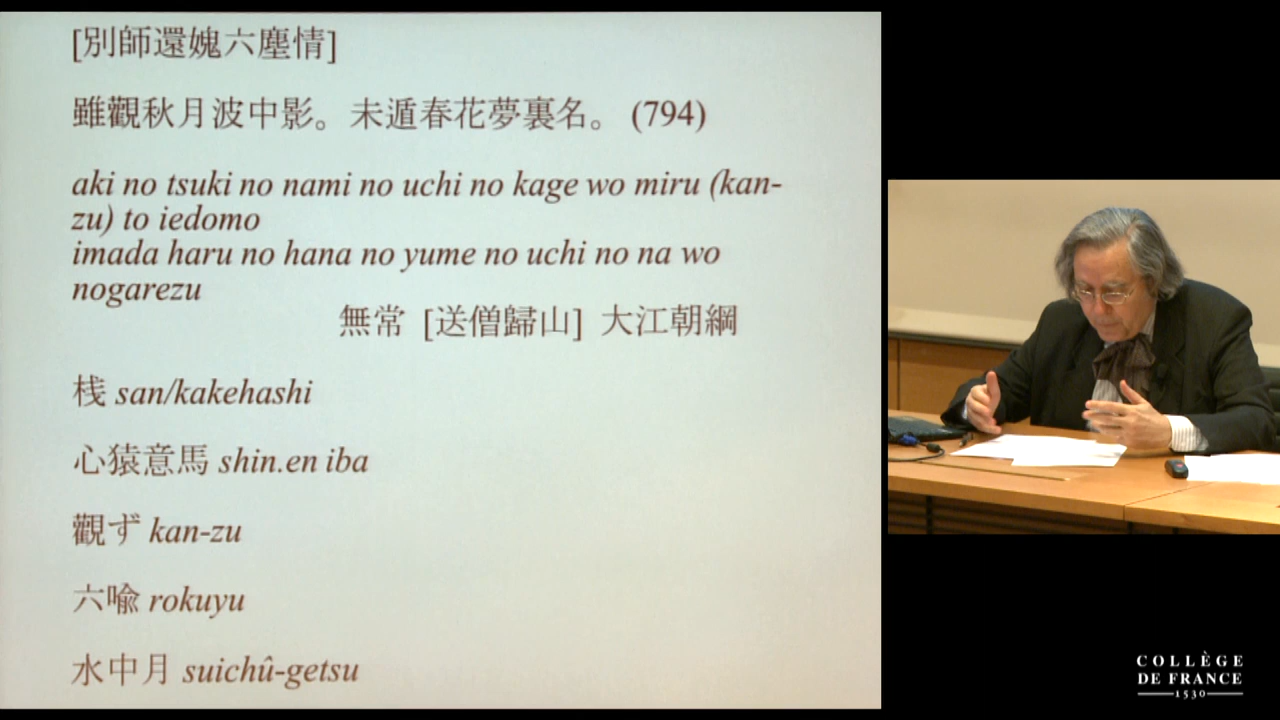 [別師還媿六塵情]
雖觀秋月波中影。未遁春花夢裏名。(794)
aki no tsuki no nami no uchi no kage wo miru (kan-
zu) to iedomo
imada haru no hana no yume no uchi no na wo
nogarezu
無常 [送僧歸山] 大江朝綱
桟 san/kakehashi
心猿意馬 shin.en iba
觀ず kan-zu
六喩 rokuyu
水中月 suichû-getsu
COLLÈGE
DE FRANCE
1530